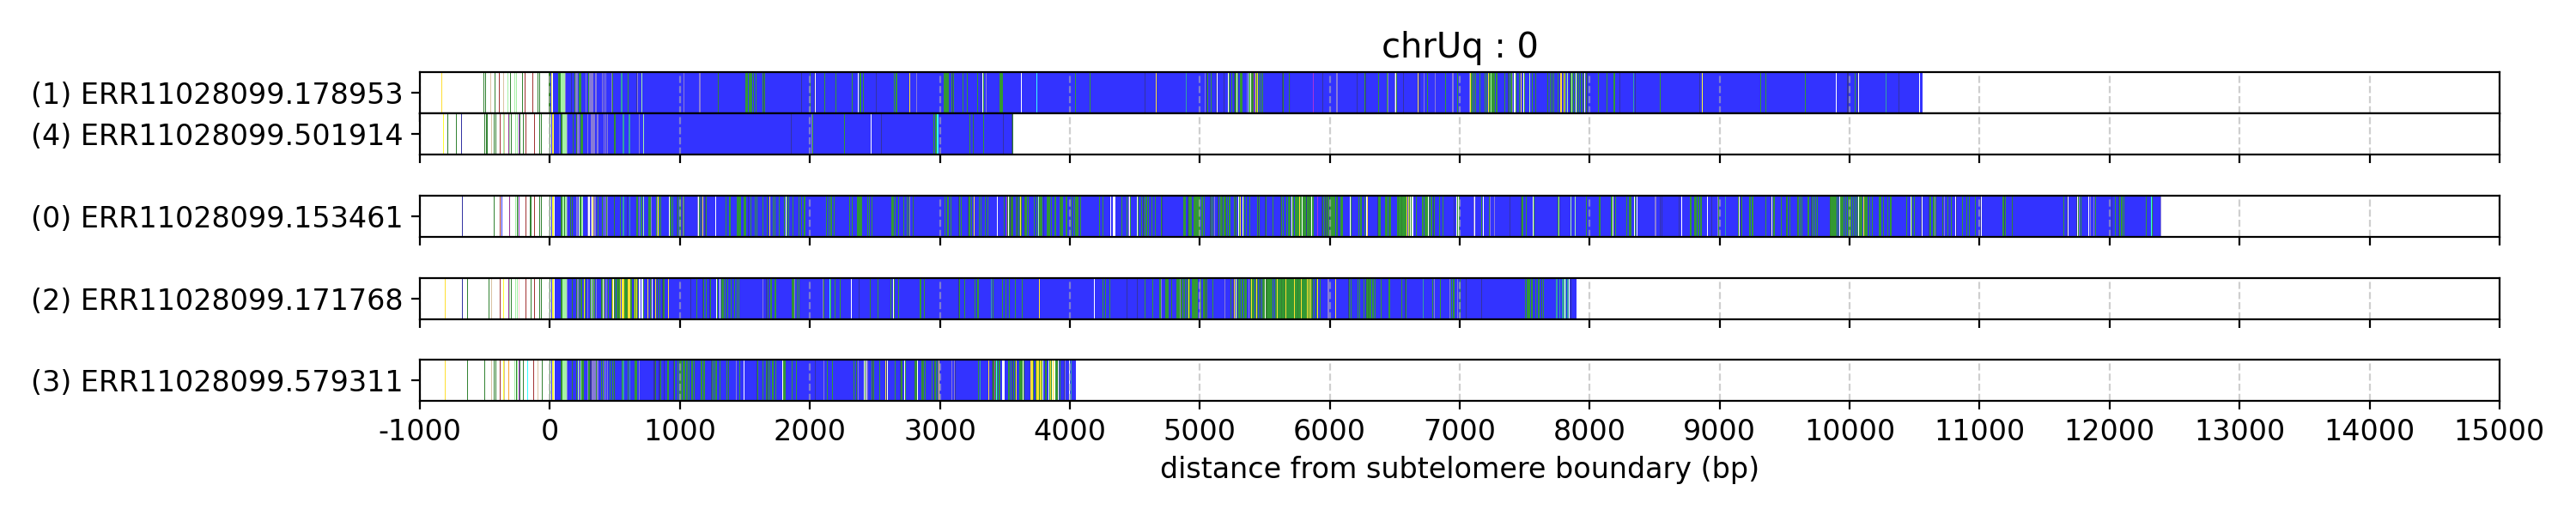 chrUq : 0
(1) ERR11028099.178953
(4) ERR11028099.501914
(0) ERR11028099.153461
(2) ERR11028099.171768
(3) ERR11028099.579311
-1000 0 1000 2000 3000 4000 5000 6000 7000 8000 9000 10000 11000 12000 13000 14000 15000
distance from subtelomere boundary (bp)